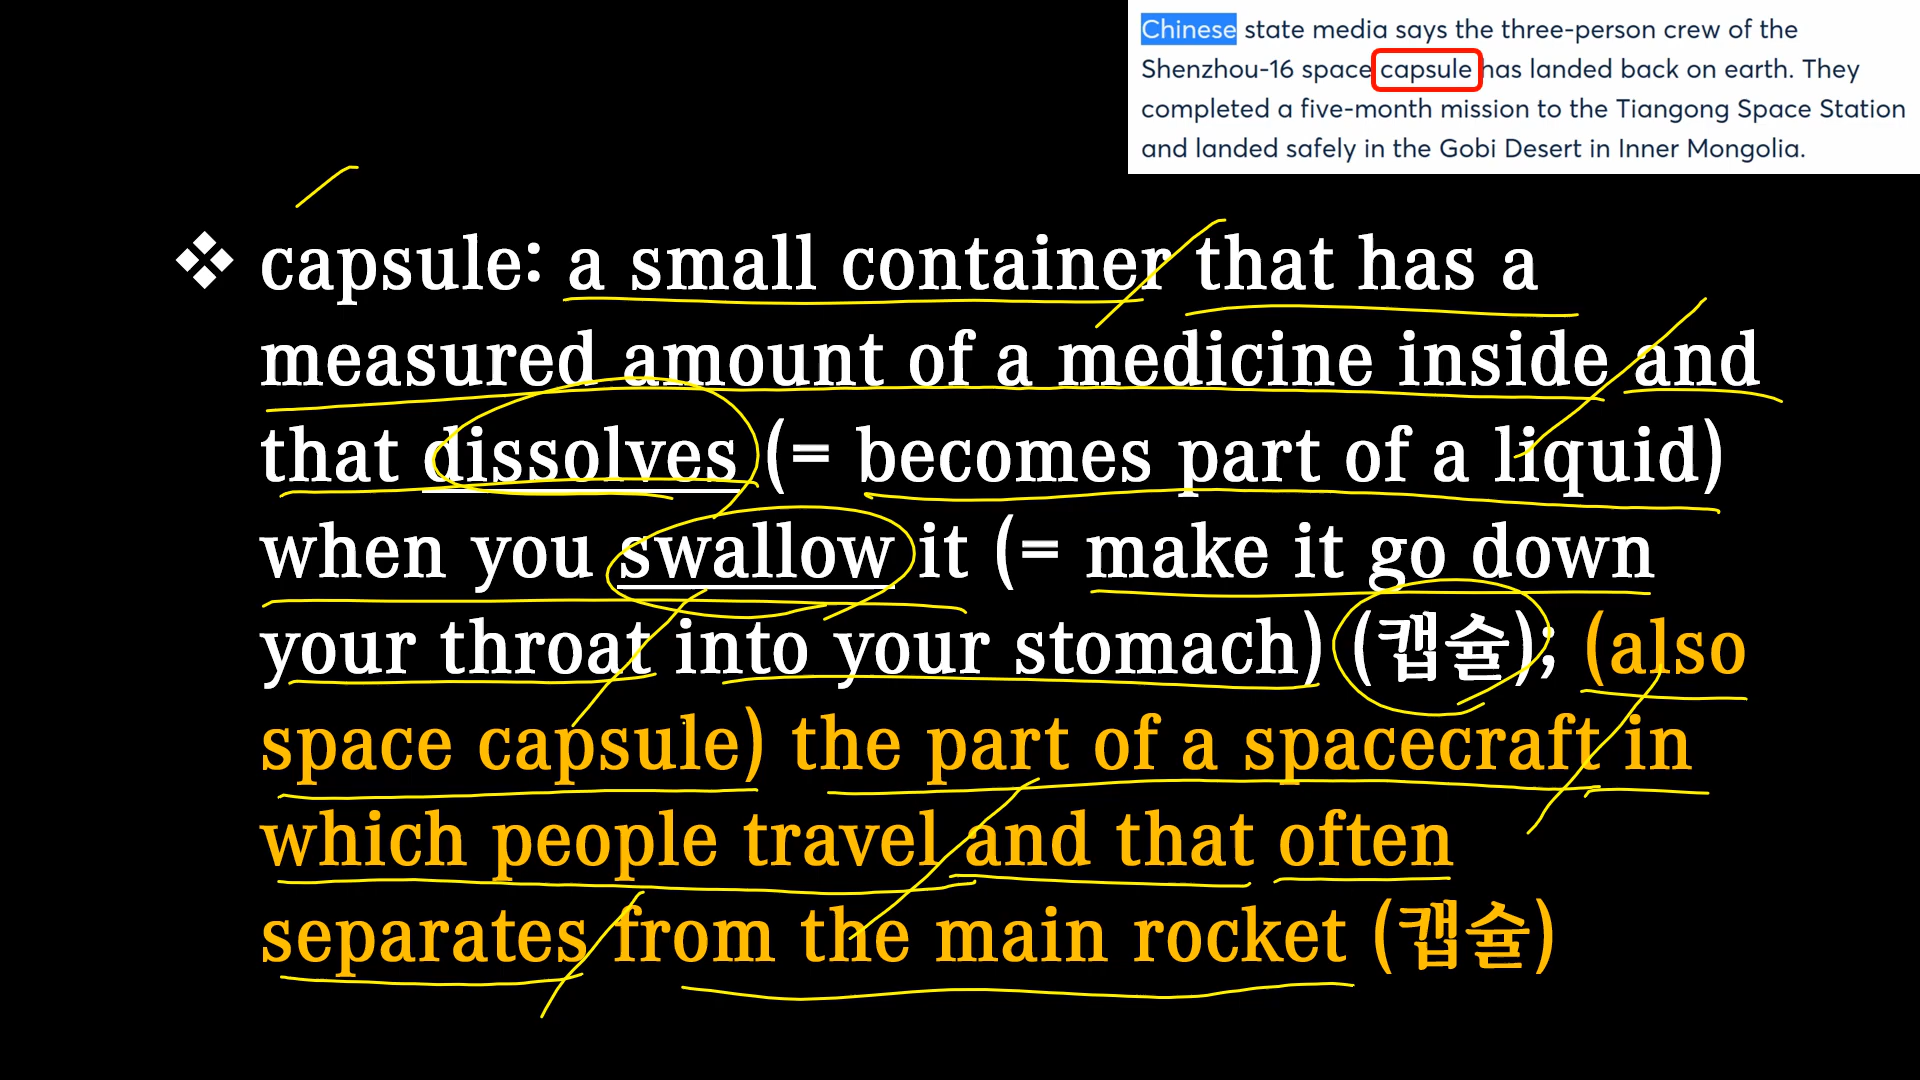 Chinese state media says the three-person crew of the
Shenzhou-16 space capsule has landed back on earth. They
completed a five-month mission to the Tiangong Space Station
and landed safely in the Gobi Desert in Inner Mongolia.
❖ capsule: a small container that has a
measured amount of a medicine inside and
that dissolves (= becomes part of a liquid)
when you swallow it (= make it go down
your throat into your stomach) (캡슐); (also
space capsule) the part of a spacecraft in
which people travel and that often
separates from the main rocket (캡슐)